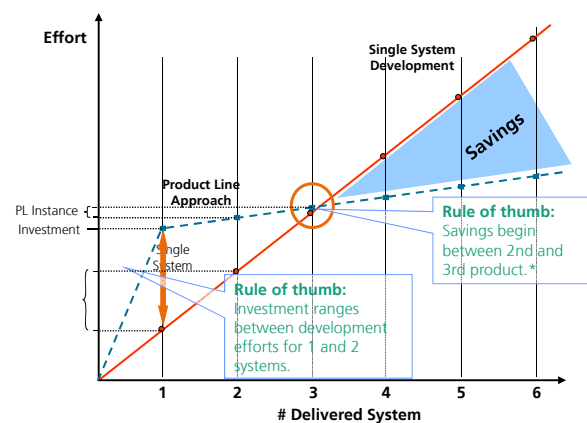 Effort
Single System
Development
Savings
Product Line
Approach
PL Instance
Investment
Single
System
Rule of thumb:
Savings begin
between 2nd and
3rd product.*
Rule of thumb:
Investment ranges
between development
efforts for 1 and 2
systems.
1 2 3 4 5 6
# Delivered System